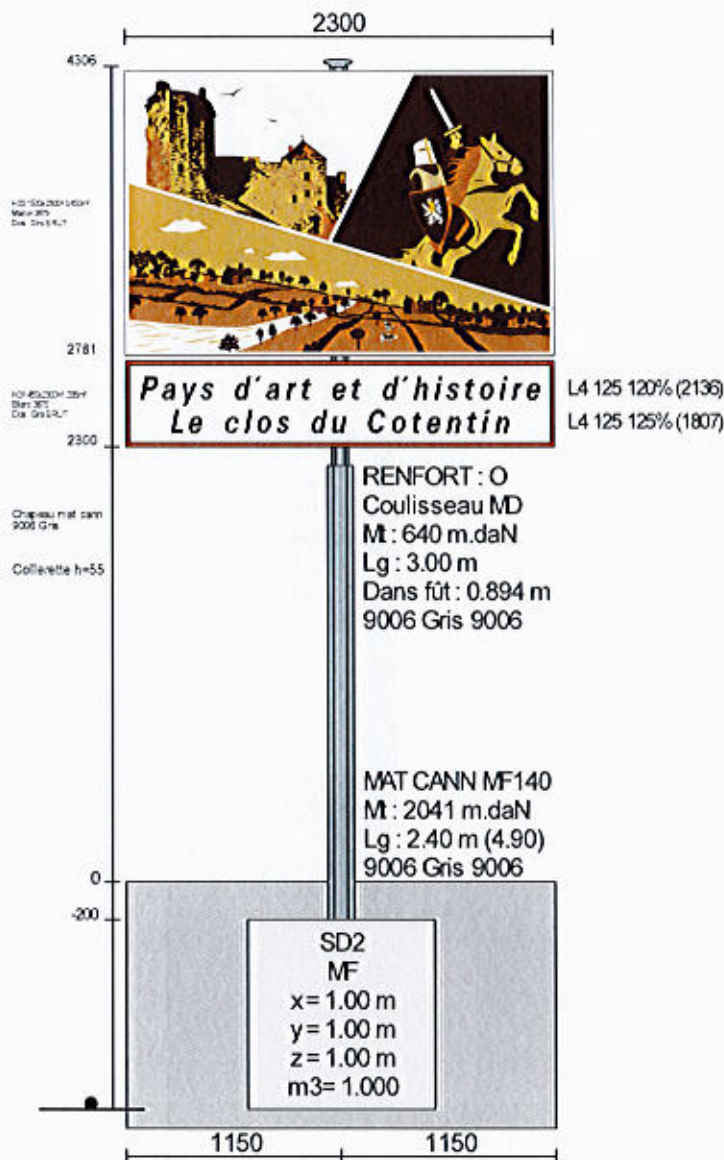 2300
4306
2781
Pays d'art et d'histoire
Le clos du Cotentin
L4 125 120% (2136)
L4 125 125% (1807)
2300
RENFORT : O
Coulisseau MD
Mt : 640 m.daN
Lg : 3.00 m
Dans fût : 0.894 m
9006 Gris 9006
Chapeau mat cann
9006 Gris
Collerette h=55
MAT CANN MF140
Mt : 2041 m.daN
Lg : 2.40 m (4.90)
9006 Gris 9006
0
-200
SD2
MF
x= 1.00 m
y= 1.00 m
z= 1.00 m
m3= 1.000
1150
1150